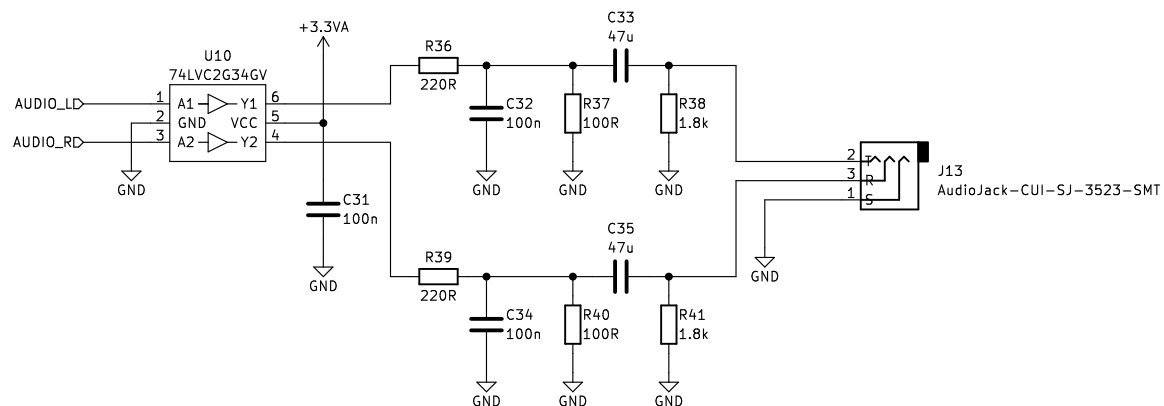 +3.3VA
U10
74LVC2G34GV
AUDIO_L
1 A1 Y1 6
2 GND VCC 5
AUDIO_R
3 A2 Y2 4
GND
C31
100n
GND
R36
220R
C32
100n
GND
R37
100R
GND
C33
47u
R38
1.8k
GND
R39
220R
C34
100n
GND
R40
100R
GND
C35
47u
R41
1.8k
GND
2 T
3 R
1 S
GND
J13
AudioJack-CUI-SJ-3523-SMT